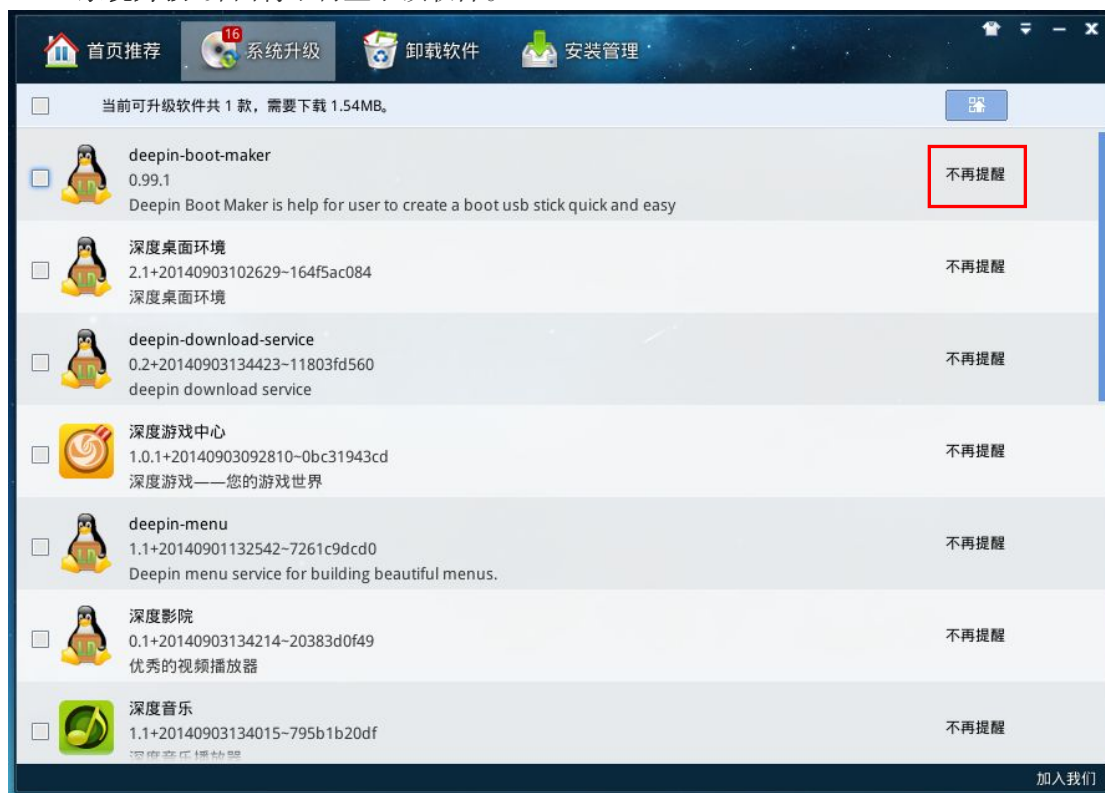 16
首页推荐 系统升级 卸载软件 安装管理
当前可升级软件共 1 款，需要下载 1.54MB。
deepin-boot-maker
0.99.1
Deepin Boot Maker is help for user to create a boot usb stick quick and easy
不再提醒
深度桌面环境
2.1+20140903102629~164f5ac084
深度桌面环境
不再提醒
deepin-download-service
0.2+20140903134423~11803fd560
deepin download service
不再提醒
深度游戏中心
1.0.1+20140903092810~0bc31943cd
深度游戏——您的游戏世界
不再提醒
deepin-menu
1.1+20140901132542~7261c9dcd0
Deepin menu service for building beautiful menus.
不再提醒
深度影院
0.1+20140903134214~20383d0f49
优秀的视频播放器
不再提醒
深度音乐
1.1+20140903134015~795b1b20df
深度音乐播放器
不再提醒
加入我们